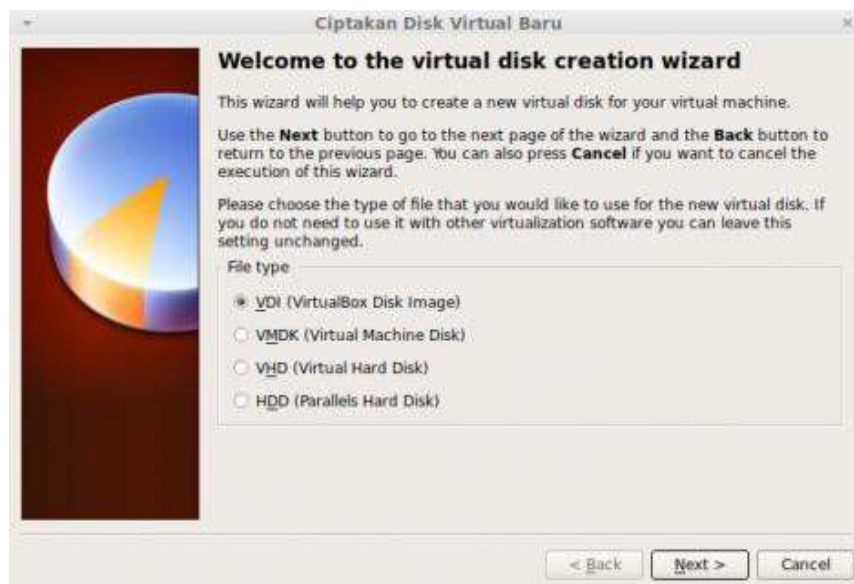 Ciptakan Disk Virtual Baru
Welcome to the virtual disk creation wizard
This wizard will help you to create a new virtual disk for your virtual machine.
Use the Next button to go to the next page of the wizard and the Back button to
return to the previous page. You can also press Cancel if you want to cancel the
execution of this wizard.
Please choose the type of file that you would like to use for the new virtual disk. If
you do not need to use it with other virtualization software you can leave this
setting unchanged.
File type
VDI (VirtualBox Disk Image)
VMDK (Virtual Machine Disk)
VHD (Virtual Hard Disk)
HDD (Parallels Hard Disk)
< Back Next > Cancel